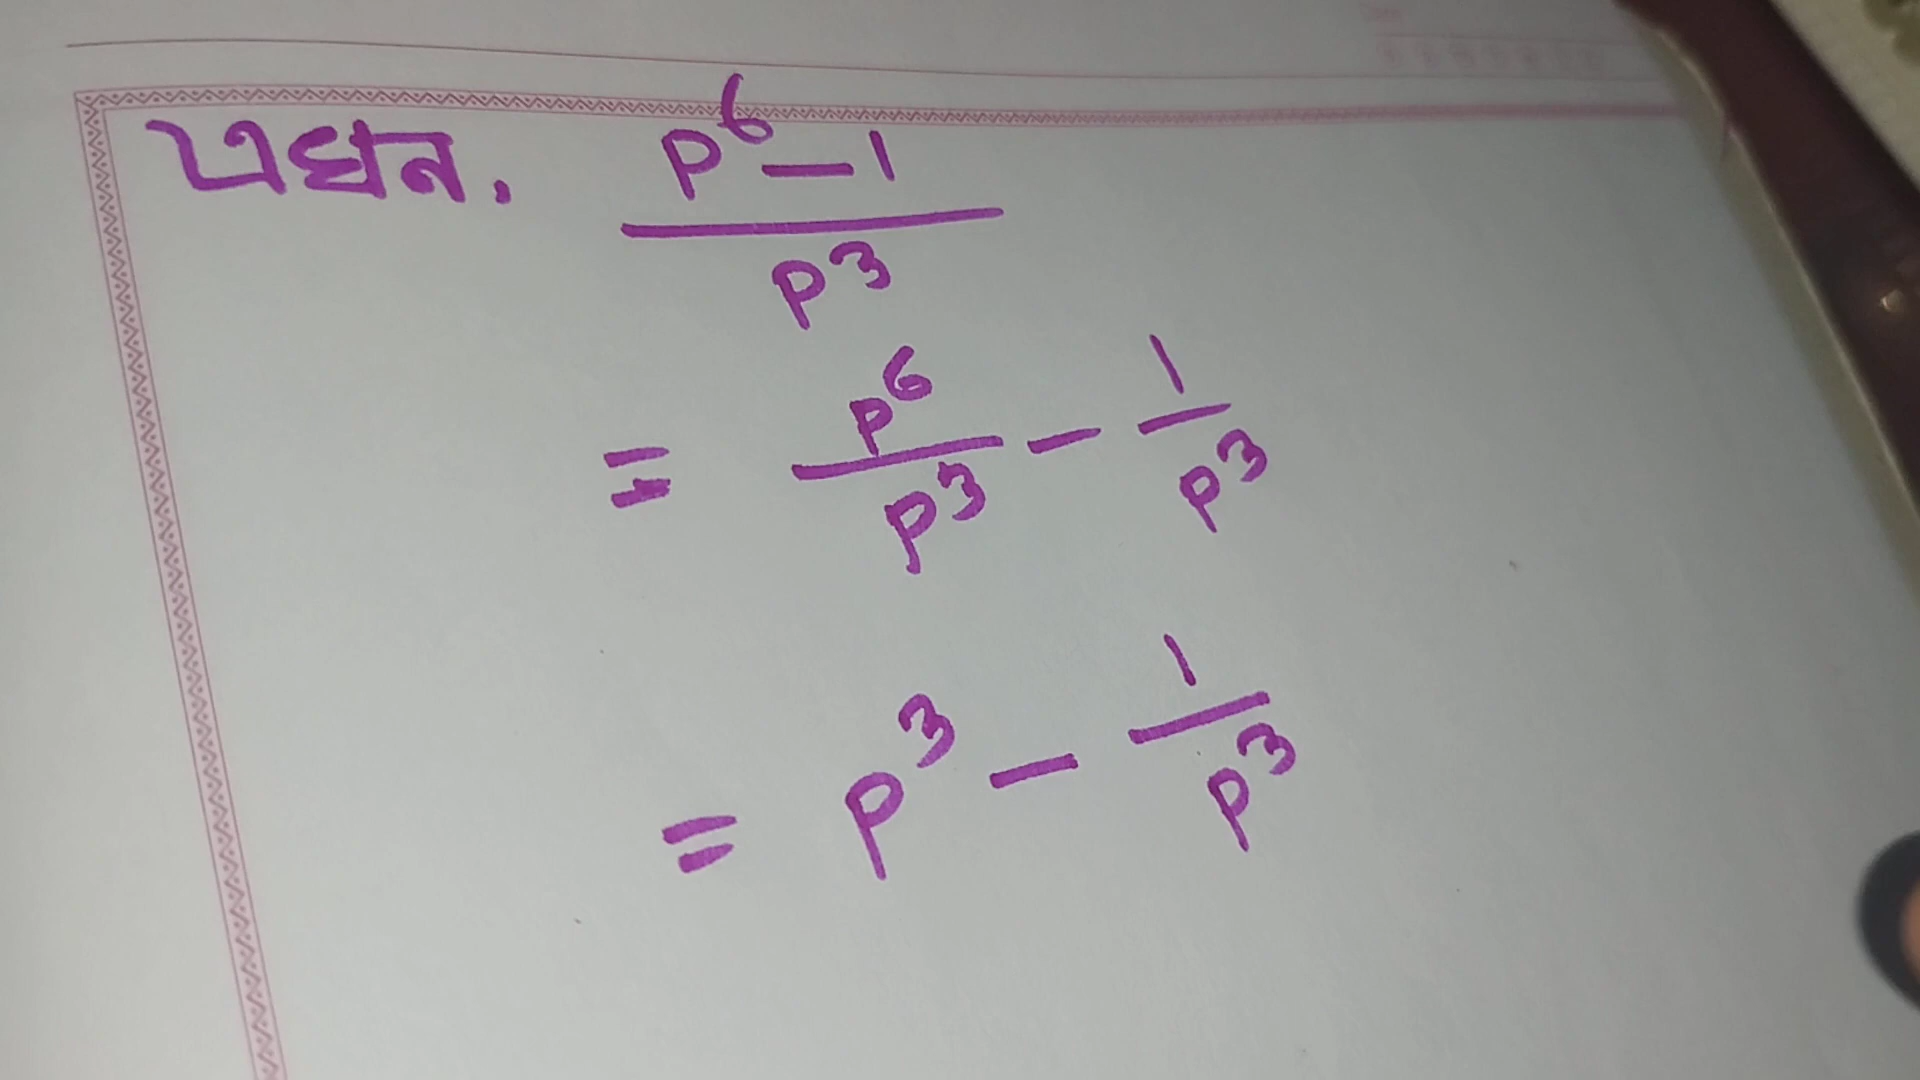 এখন. P⁶ - 1 / P³
= P⁶/P³ - 1/P³
= P³ - 1/P³